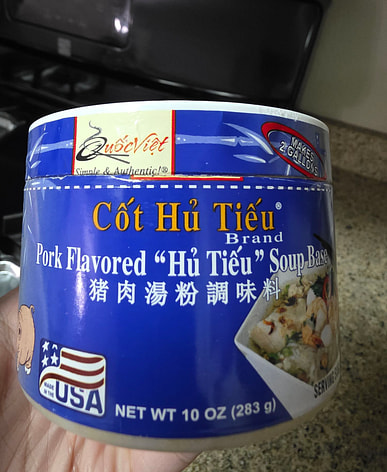 QuốcViệt
Simple & Authentic!®
MAKES
2 GALLONS
Cốt Hủ Tiếu®
Brand
Pork Flavored “Hủ Tiếu” Soup Base
猪肉湯粉調味料
MADE IN THE
USA
NET WT 10 OZ (283 g)